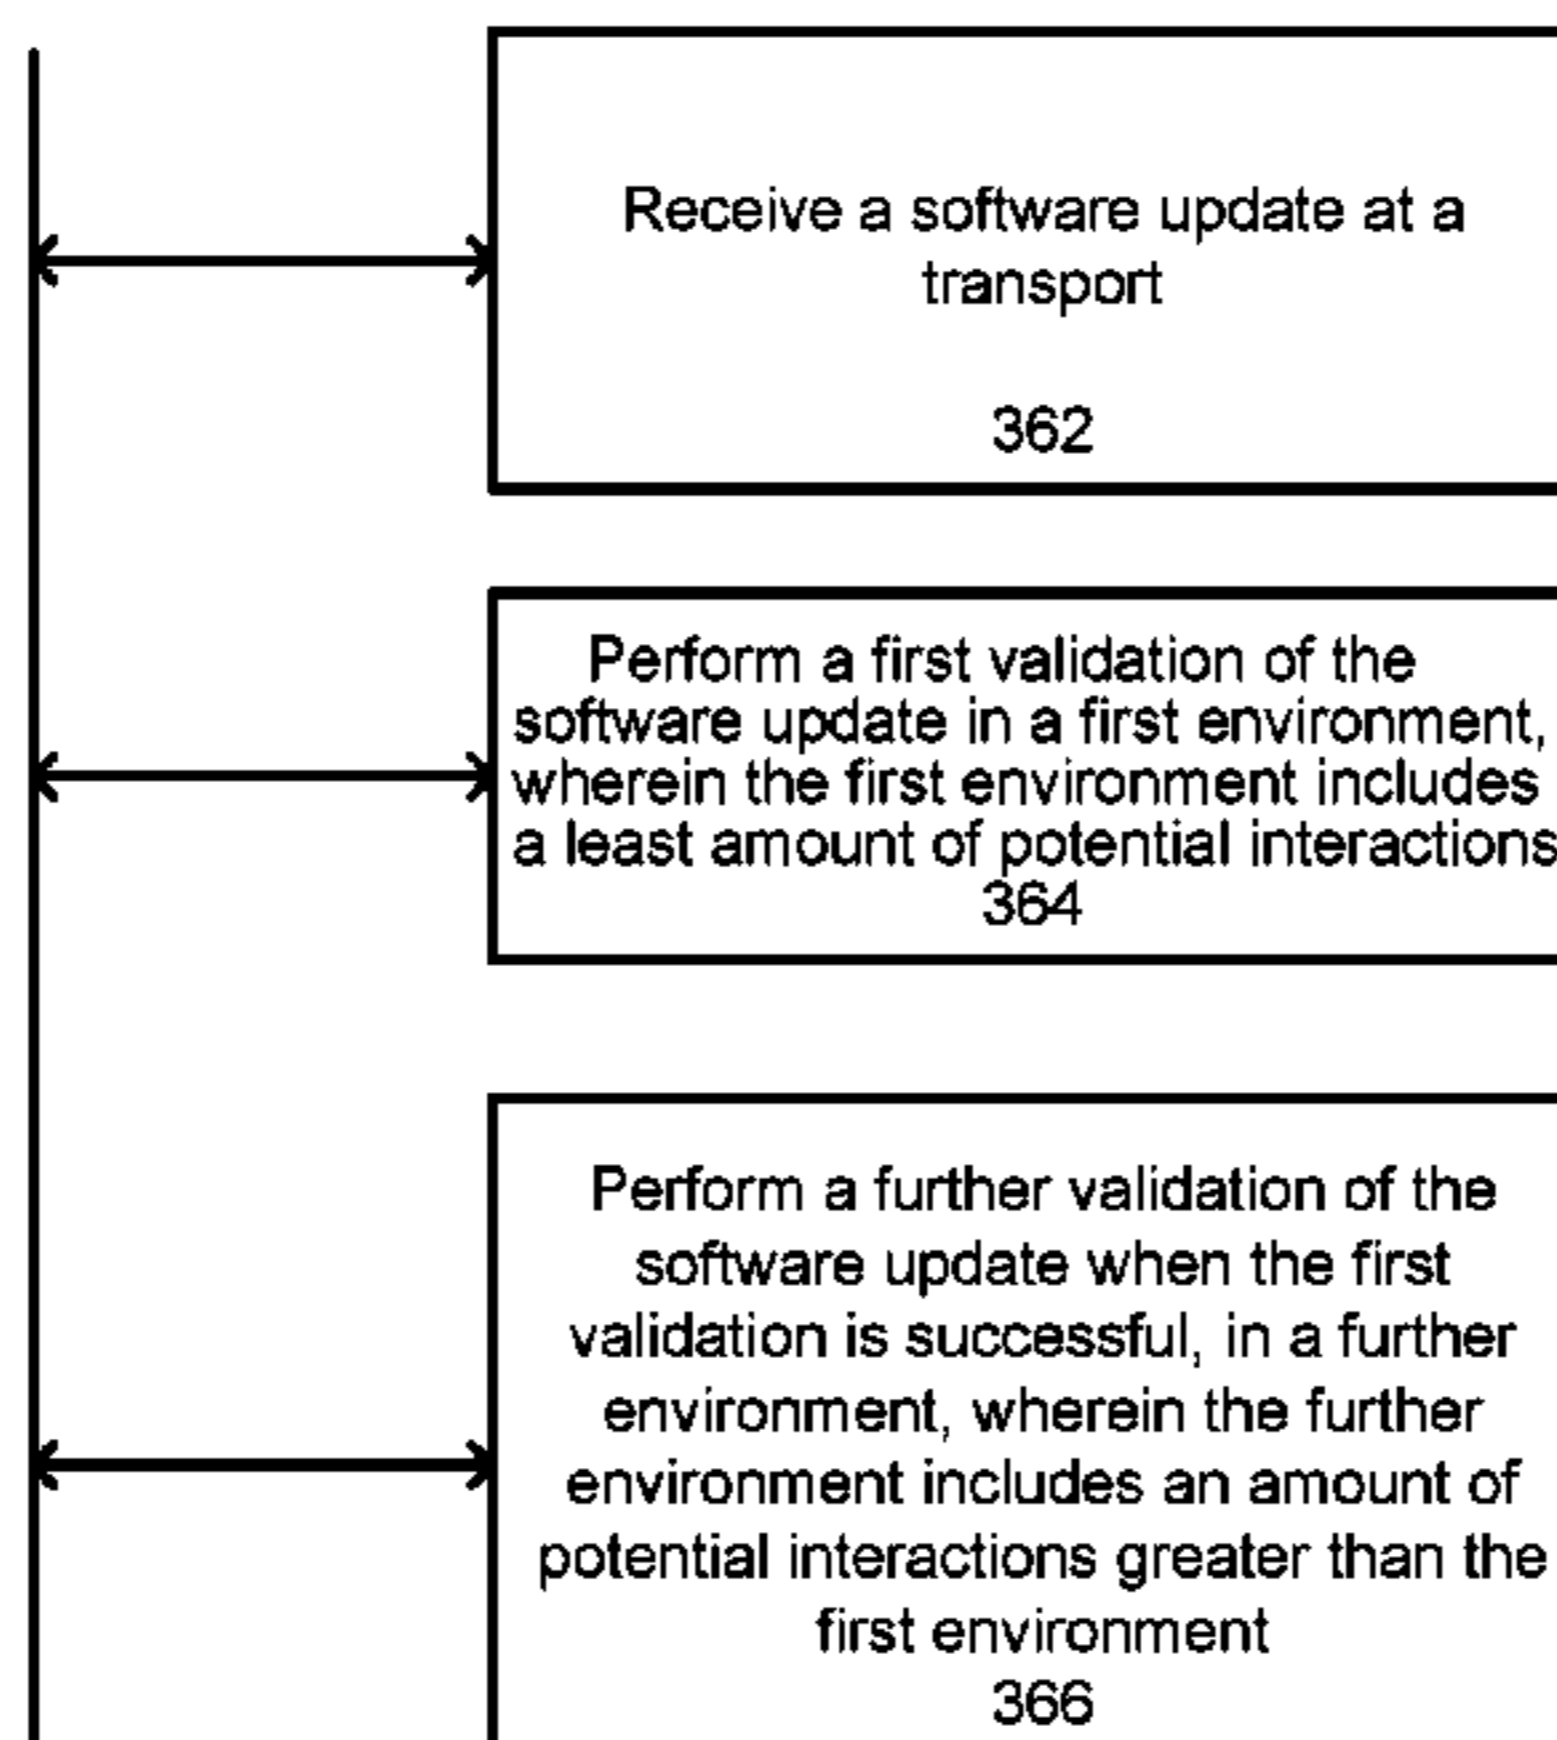 Receive a software update at a
transport
362
Perform a first validation of the
software update in a first environment,
wherein the first environment includes
a least amount of potential interactions
364
Perform a further validation of the
software update when the first
validation is successful, in a further
environment, wherein the further
environment includes an amount of
potential interactions greater than the
first environment
366